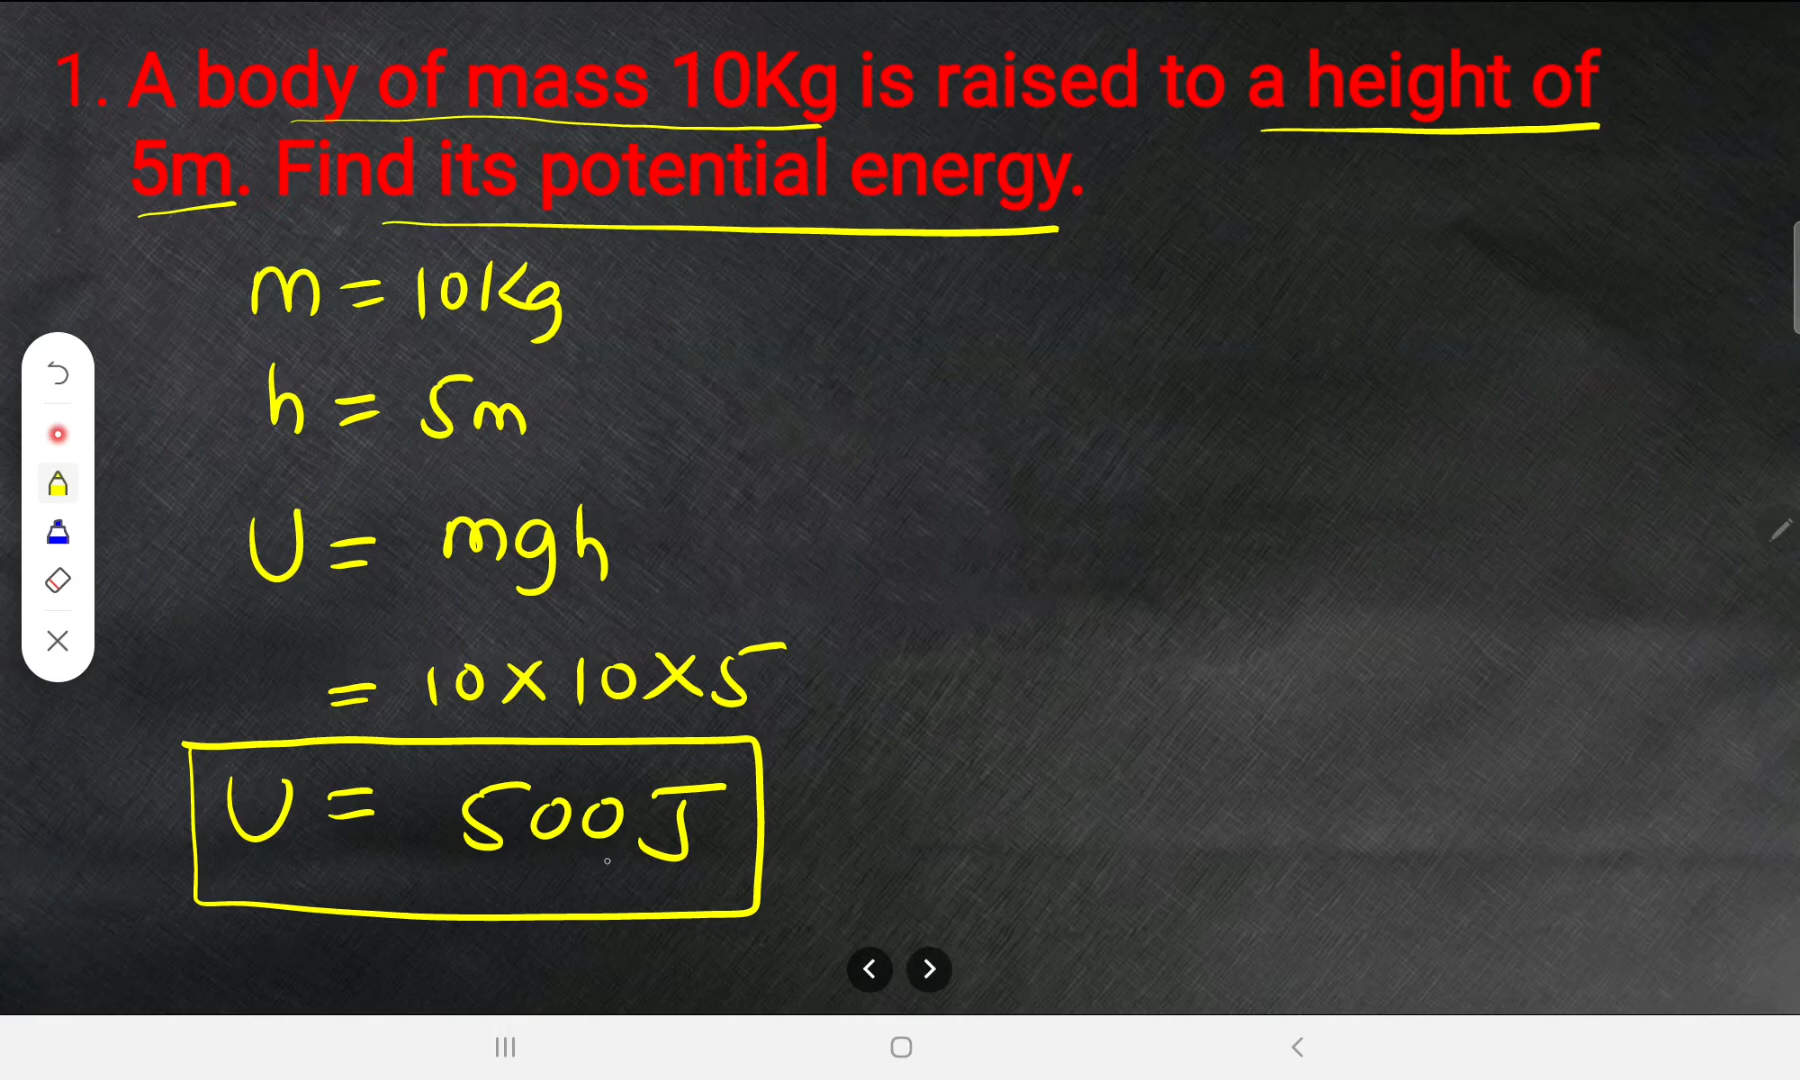 1. A body of mass 10Kg is raised to a height of
5m. Find its potential energy.
m = 10Kg
h = 5m
U = mgh
= 10 × 10 × 5
U = 500J